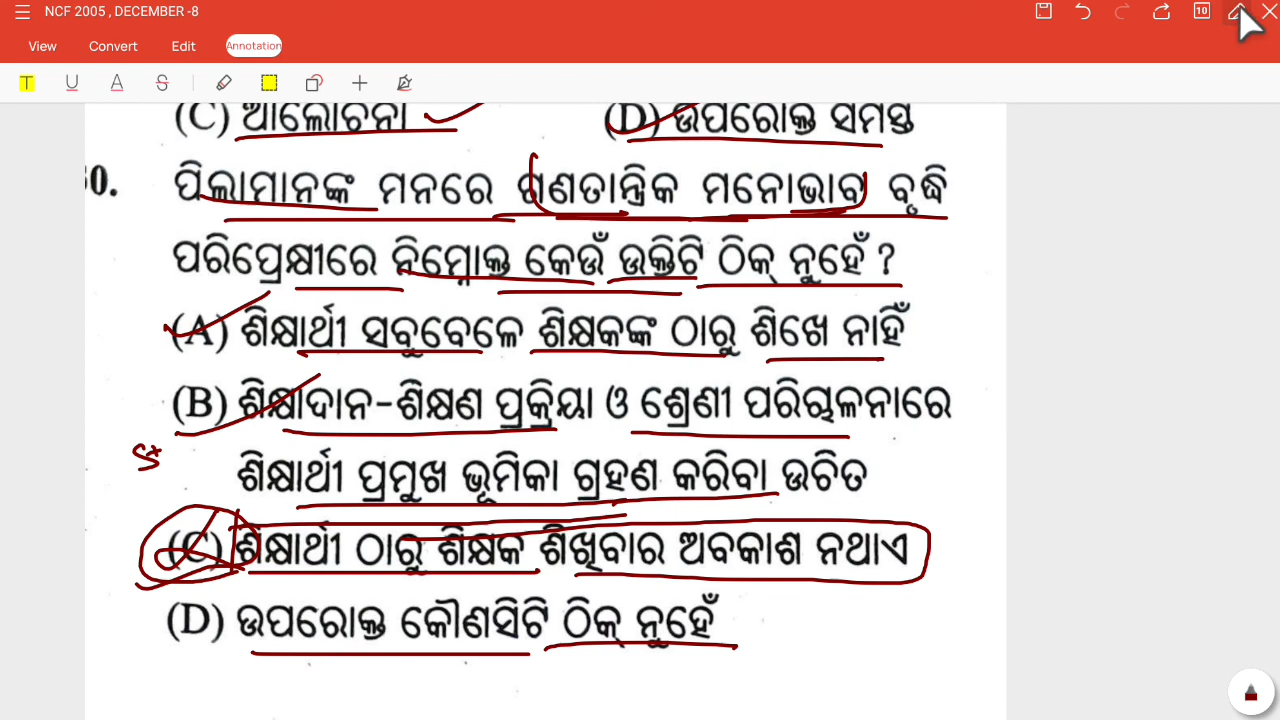 NCF 2005 , DECEMBER -8
10
View Convert Edit Annotation
T U A S
(C) ଆଲୋଚନା (D) ଉପରୋକ୍ତ ସମସ୍ତ
30. ପିଲାମାନଙ୍କ ମନରେ ଗଣତାନ୍ତ୍ରିକ ମନୋଭାବ ବୃଦ୍ଧି
ପରିପ୍ରେକ୍ଷୀରେ ନିମ୍ନୋକ୍ତ କେଉଁ ଉକ୍ତିଟି ଠିକ୍ ନୁହେଁ ?
(A) ଶିକ୍ଷାର୍ଥୀ ସବୁବେଳେ ଶିକ୍ଷକଙ୍କ ଠାରୁ ଶିଖେ ନାହିଁ
(B) ଶିକ୍ଷାଦାନ-ଶିକ୍ଷଣ ପ୍ରକ୍ରିୟା ଓ ଶ୍ରେଣୀ ପରିଚ୍ଚାଳନାରେ
ଶିକ୍ଷାର୍ଥୀ ପ୍ରମୁଖ ଭୂମିକା ଗ୍ରହଣ କରିବା ଉଚିତ
(C) ଶିକ୍ଷାର୍ଥୀ ଠାରୁ ଶିକ୍ଷକ ଶିଖିବାର ଅବକାଶ ନଥାଏ
(D) ଉପରୋକ୍ତ କୌଣସିଟି ଠିକ୍ ନୁହେଁ